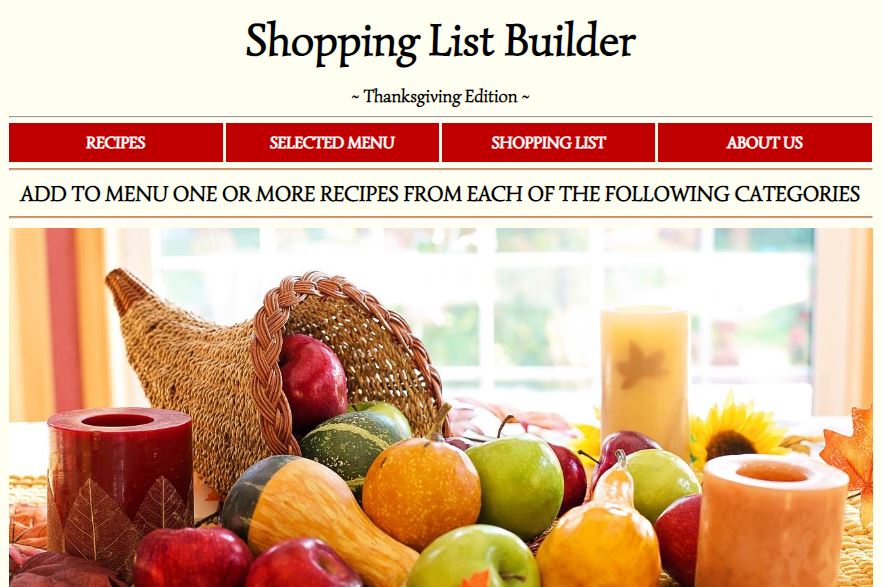 Shopping List Builder
~ Thanksgiving Edition ~
RECIPES SELECTED MENU SHOPPING LIST ABOUT US
ADD TO MENU ONE OR MORE RECIPES FROM EACH OF THE FOLLOWING CATEGORIES